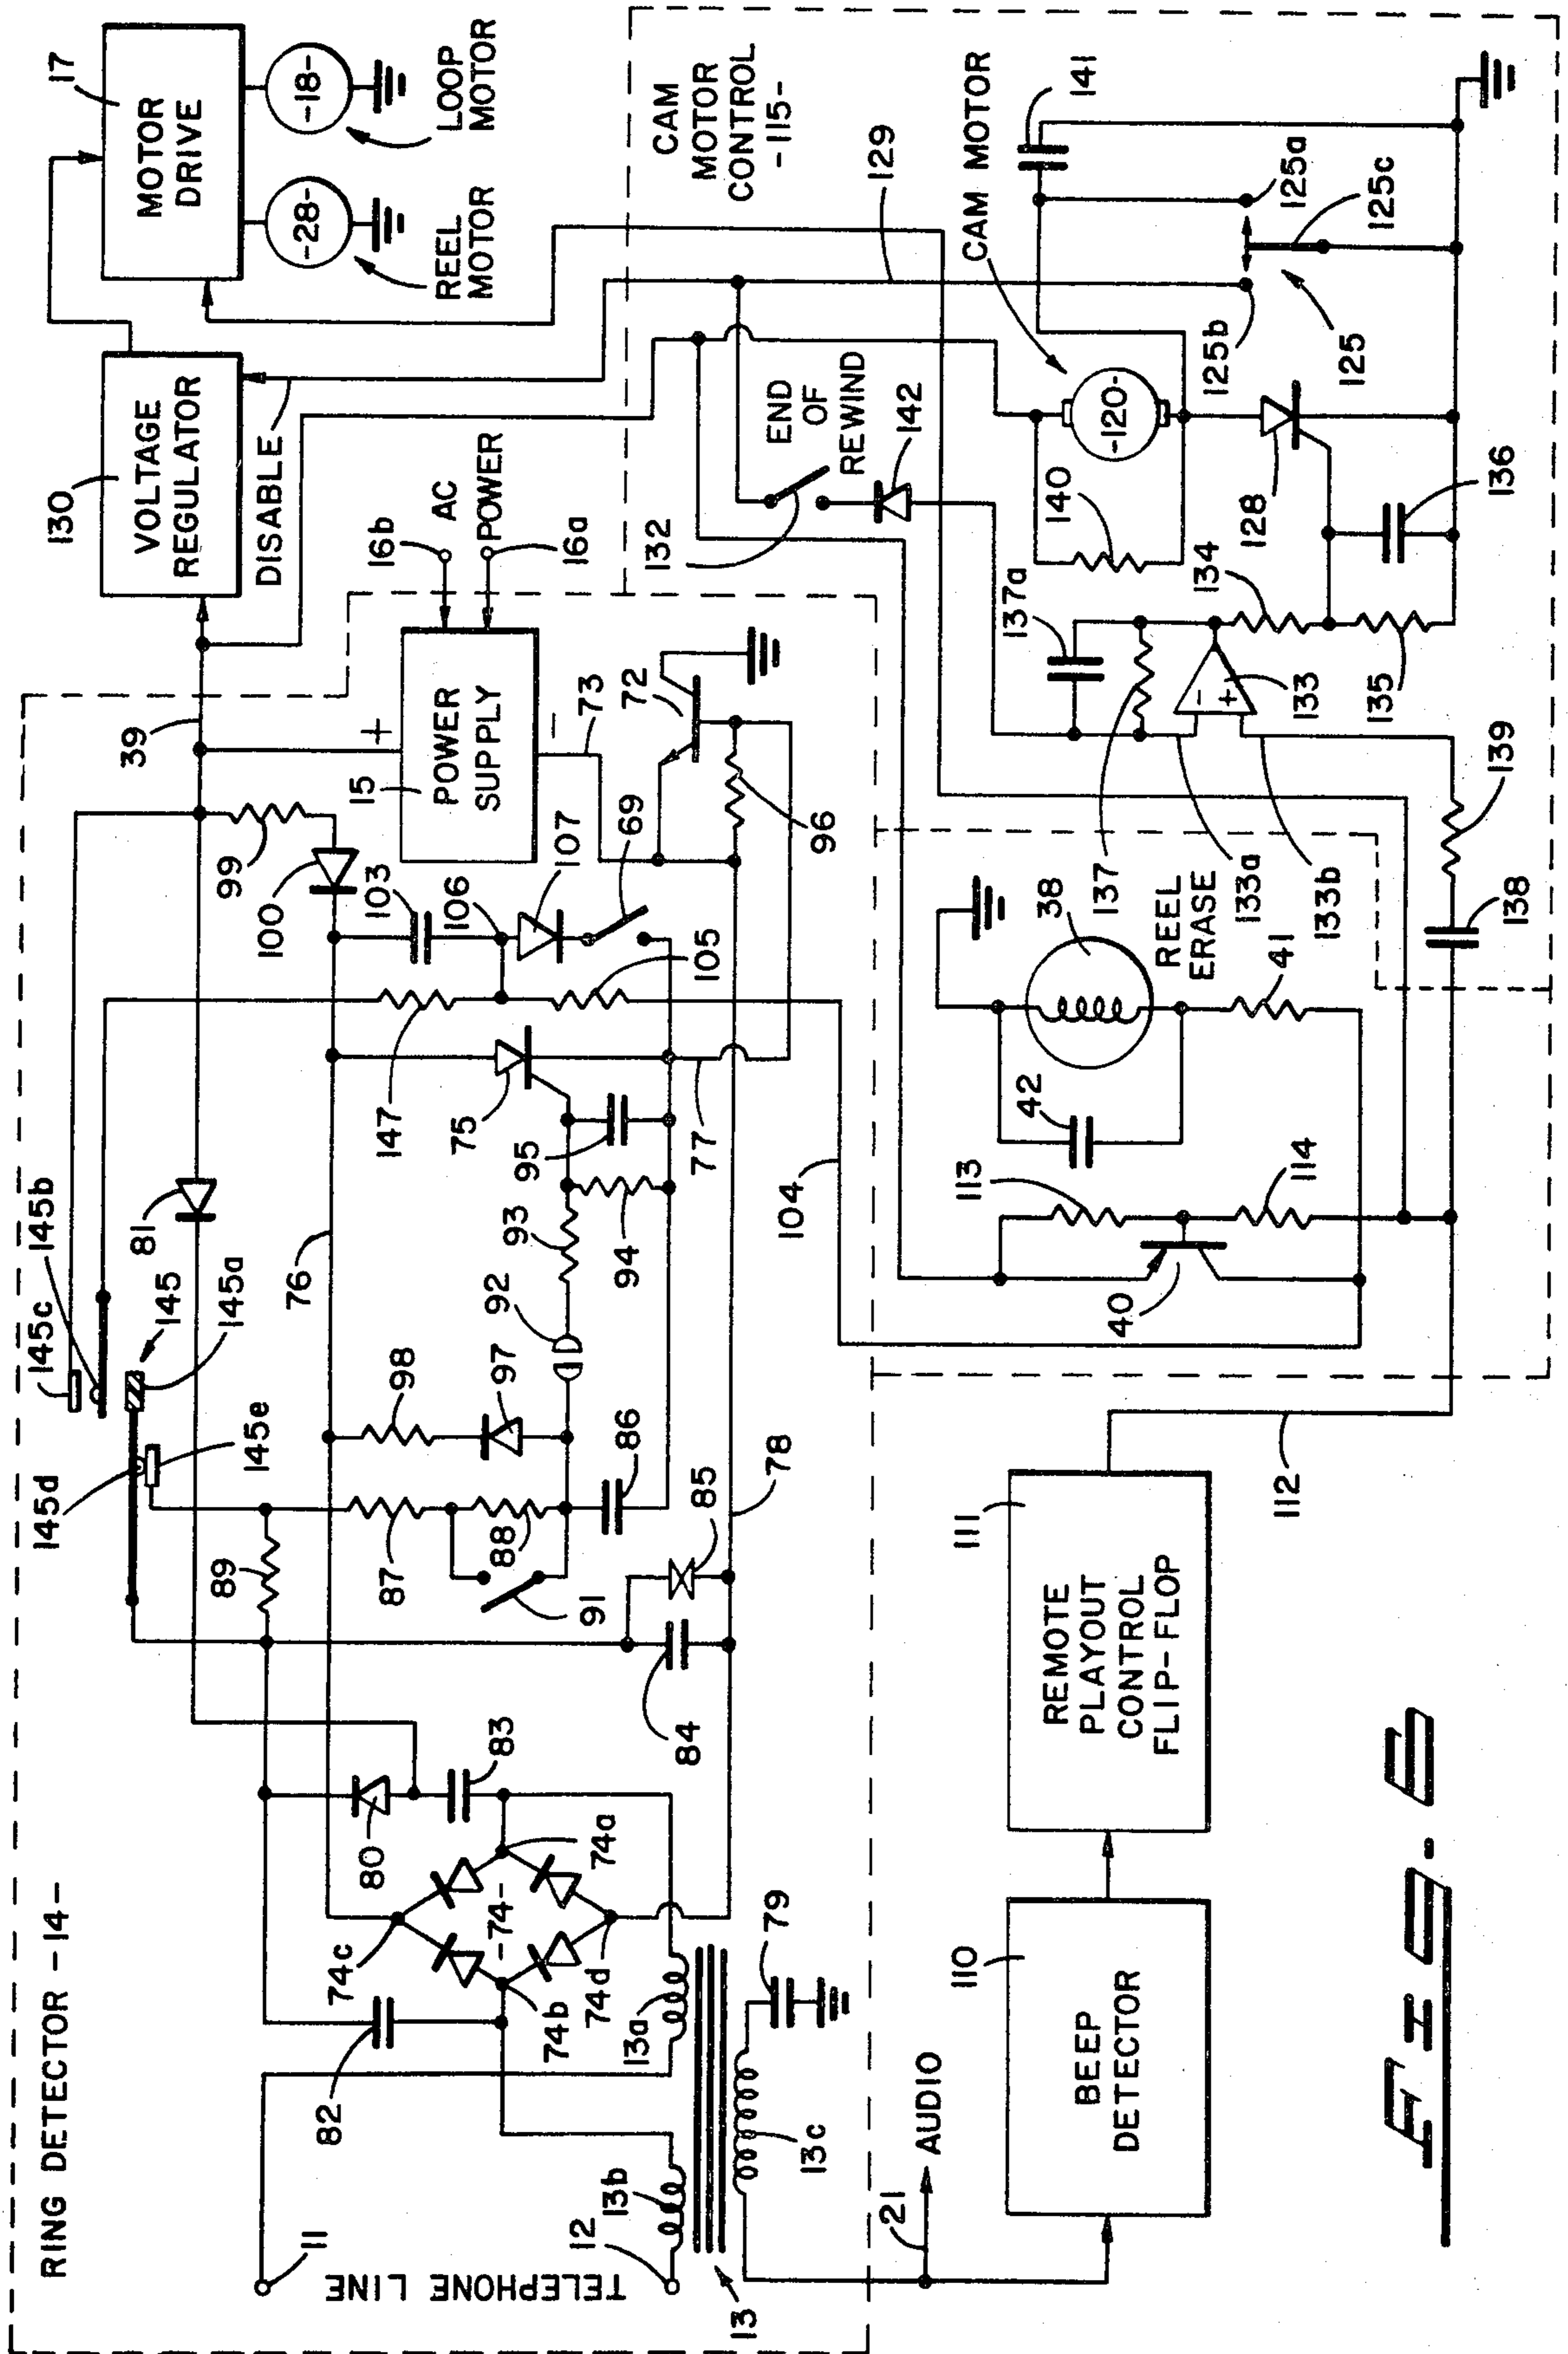 RING DETECTOR -14-
TELEPHONE LINE
11
12
13
13a
13b
13c
21
AUDIO
79
82
74c
74b
74d
-74-
74a
80
83
84
85
78
89
87
88
91
86
98
97
92
93
94
95
76
77
75
147
81
145
145a
145b
145c
145d
145e
39
99
100
103
106
107
69
105
104
96
72
73
15
POWER SUPPLY
+
-
16b
AC
POWER
16a
130
VOLTAGE REGULATOR
DISABLE
17
MOTOR DRIVE
-18-
LOOP MOTOR
-28-
REEL MOTOR
CAM MOTOR CONTROL -115-
129
CAM MOTOR
141
125a
125c
125b
125
-120-
END OF REWIND
132
142
140
128
136
134
135
137a
137
133
-
+
133a
133b
139
138
REEL ERASE
38
41
42
113
114
40
110
BEEP DETECTOR
111
REMOTE PLAYOUT CONTROL FLIP-FLOP
112